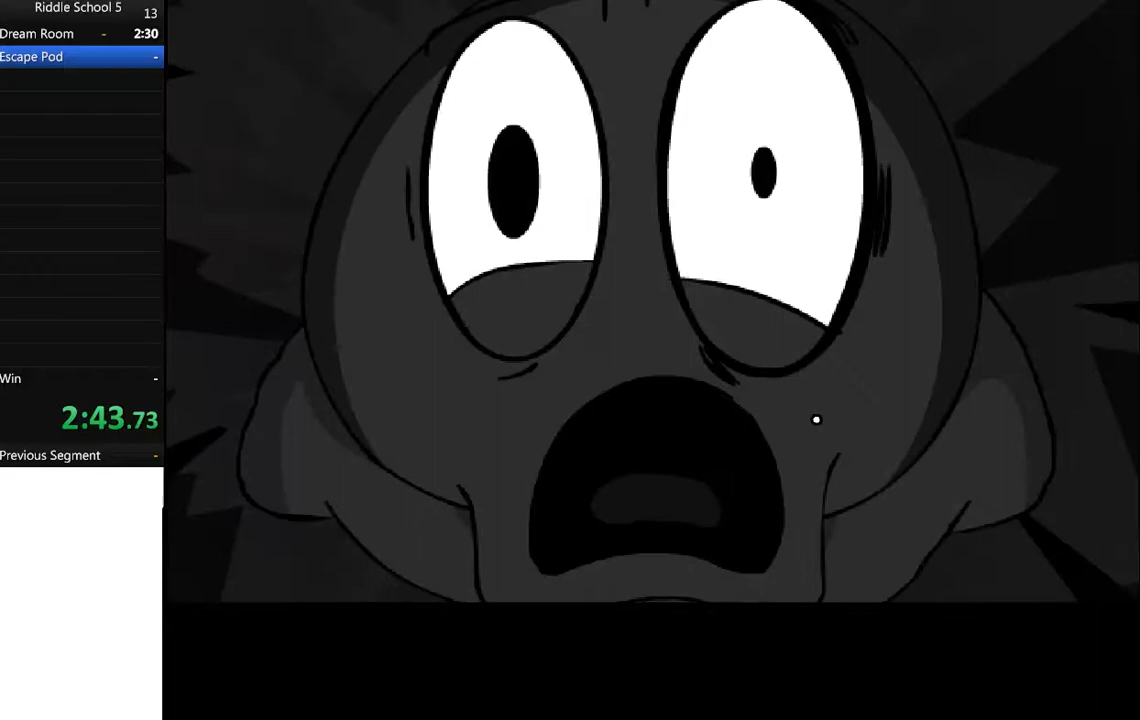 Riddle School 5
13
Dream Room - 2:30
Escape Pod -
Win -
2:43.73
Previous Segment -